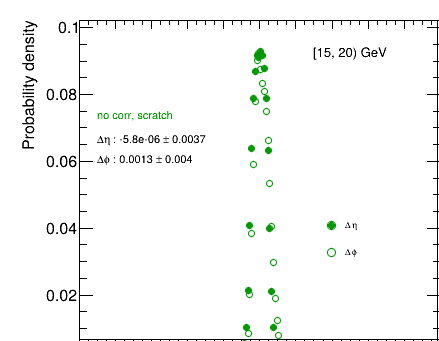 0.1
[15, 20) GeV
0.08
Probability density
no corr, scratch
Δη : -5.8e-06 ± 0.0037
Δϕ : 0.0013 ± 0.004
0.06
0.04
Δη
Δϕ
0.02